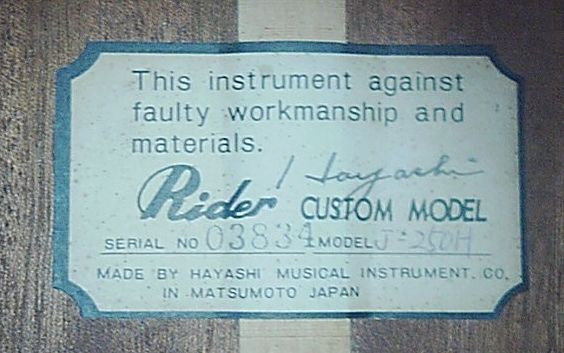 This instrument against
faulty workmanship and
materials.
Rider / Hayashi CUSTOM MODEL
SERIAL NO 03834 MODEL J-250H
MADE BY HAYASHI MUSICAL INSTRUMENT. CO.
IN MATSUMOTO JAPAN